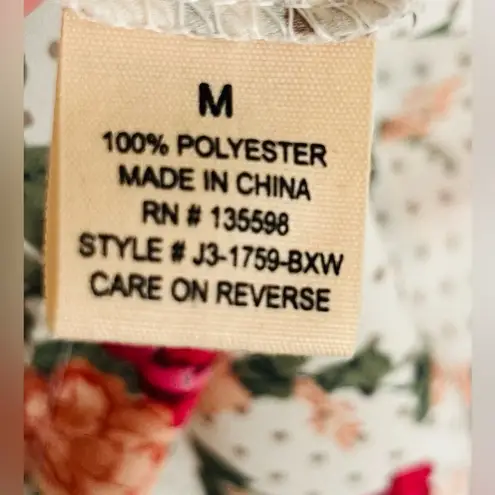 M
100% POLYESTER
MADE IN CHINA
RN # 135598
STYLE # J3-1759-BXW
CARE ON REVERSE